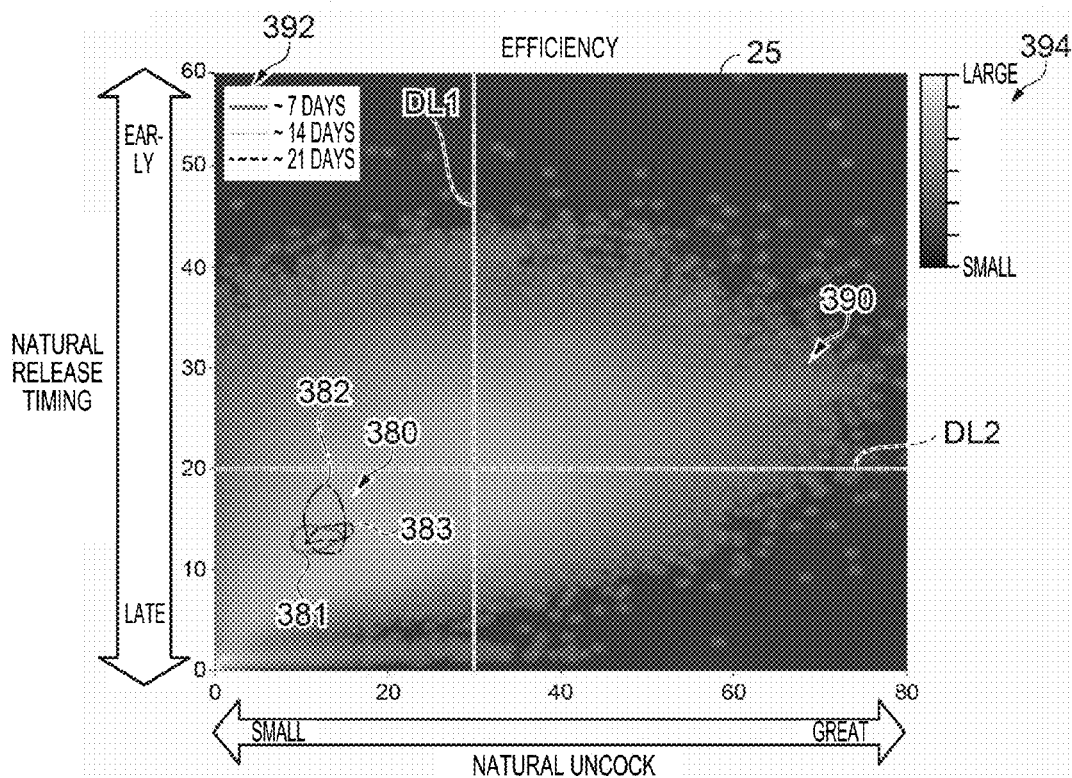 392
EFFICIENCY
25
394
60
~ 7 DAYS
~ 14 DAYS
~ 21 DAYS
DL1
LARGE
SMALL
EAR-
LY
50
40
390
NATURAL
RELEASE
TIMING
30
382
380
DL2
20
383
10
381
LATE
0
0 20 40 60 80
SMALL
GREAT
NATURAL UNCOCK